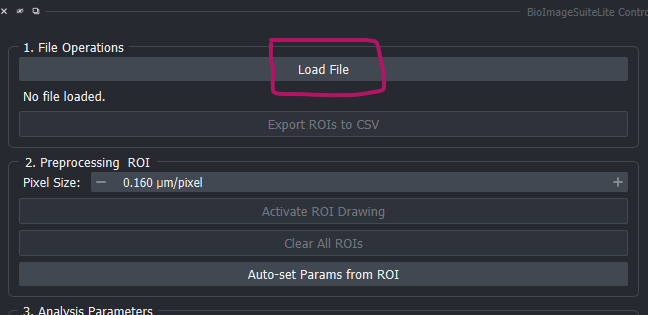 BioImageSuiteLite Contro
1. File Operations
Load File
No file loaded.
Export ROIs to CSV
2. Preprocessing ROI
Pixel Size: − 0.160 µm/pixel +
Activate ROI Drawing
Clear All ROIs
Auto-set Params from ROI
3. Analysis Parameters